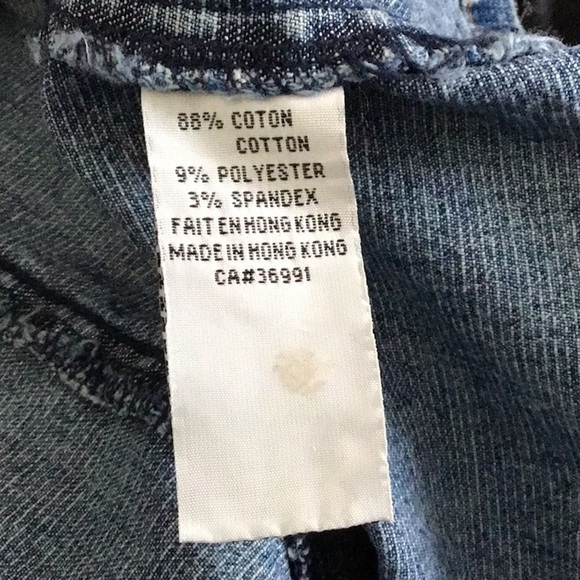 88% COTON
COTTON
9% POLYESTER
3% SPANDEX
FAIT EN HONG KONG
MADE IN HONG KONG
CA#36991